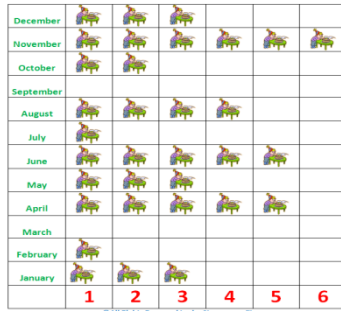 December
November
October
September
August
July
June
May
April
March
February
January
1 2 3 4 5 6